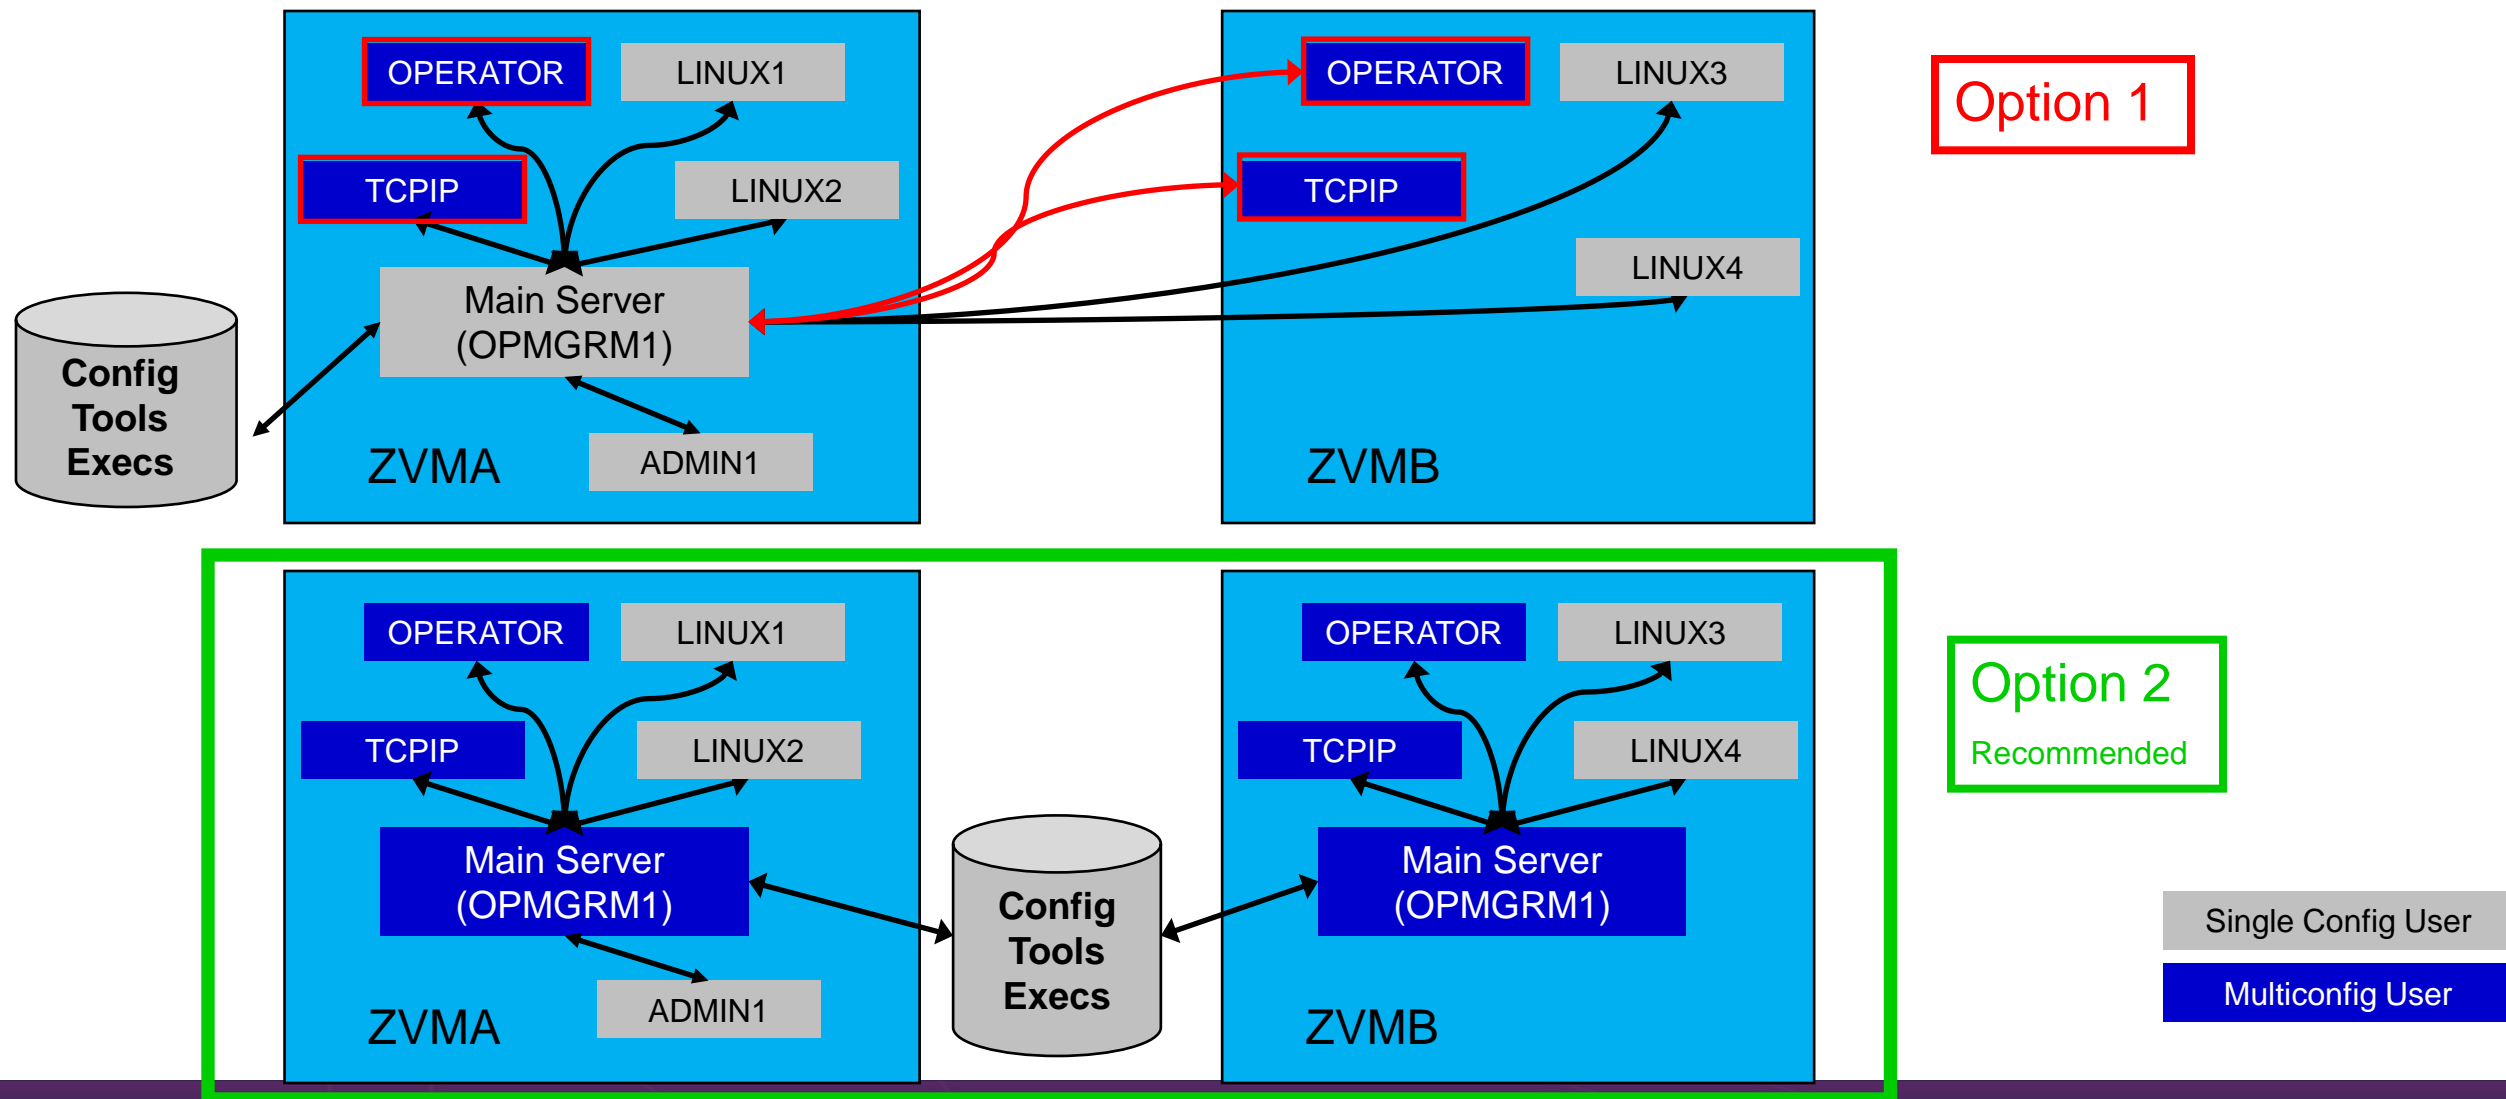 OPERATOR
LINUX1
TCPIP
LINUX2
Main Server
(OPMGRM1)
ADMIN1
ZVMA
Config
Tools
Execs
OPERATOR
LINUX3
TCPIP
LINUX4
ZVMB
Option 1
OPERATOR
LINUX1
TCPIP
LINUX2
Main Server
(OPMGRM1)
ADMIN1
ZVMA
Config
Tools
Execs
OPERATOR
LINUX3
TCPIP
LINUX4
Main Server
(OPMGRM1)
ZVMB
Option 2
Recommended
Single Config User
Multiconfig User